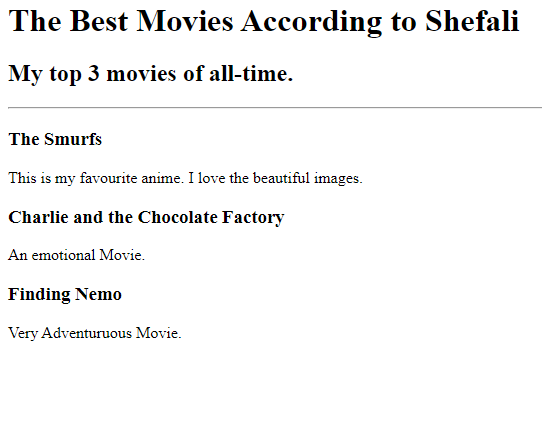 The Best Movies According to Shefali
My top 3 movies of all-time.
The Smurfs
This is my favourite anime. I love the beautiful images.
Charlie and the Chocolate Factory
An emotional Movie.
Finding Nemo
Very Adventuruous Movie.